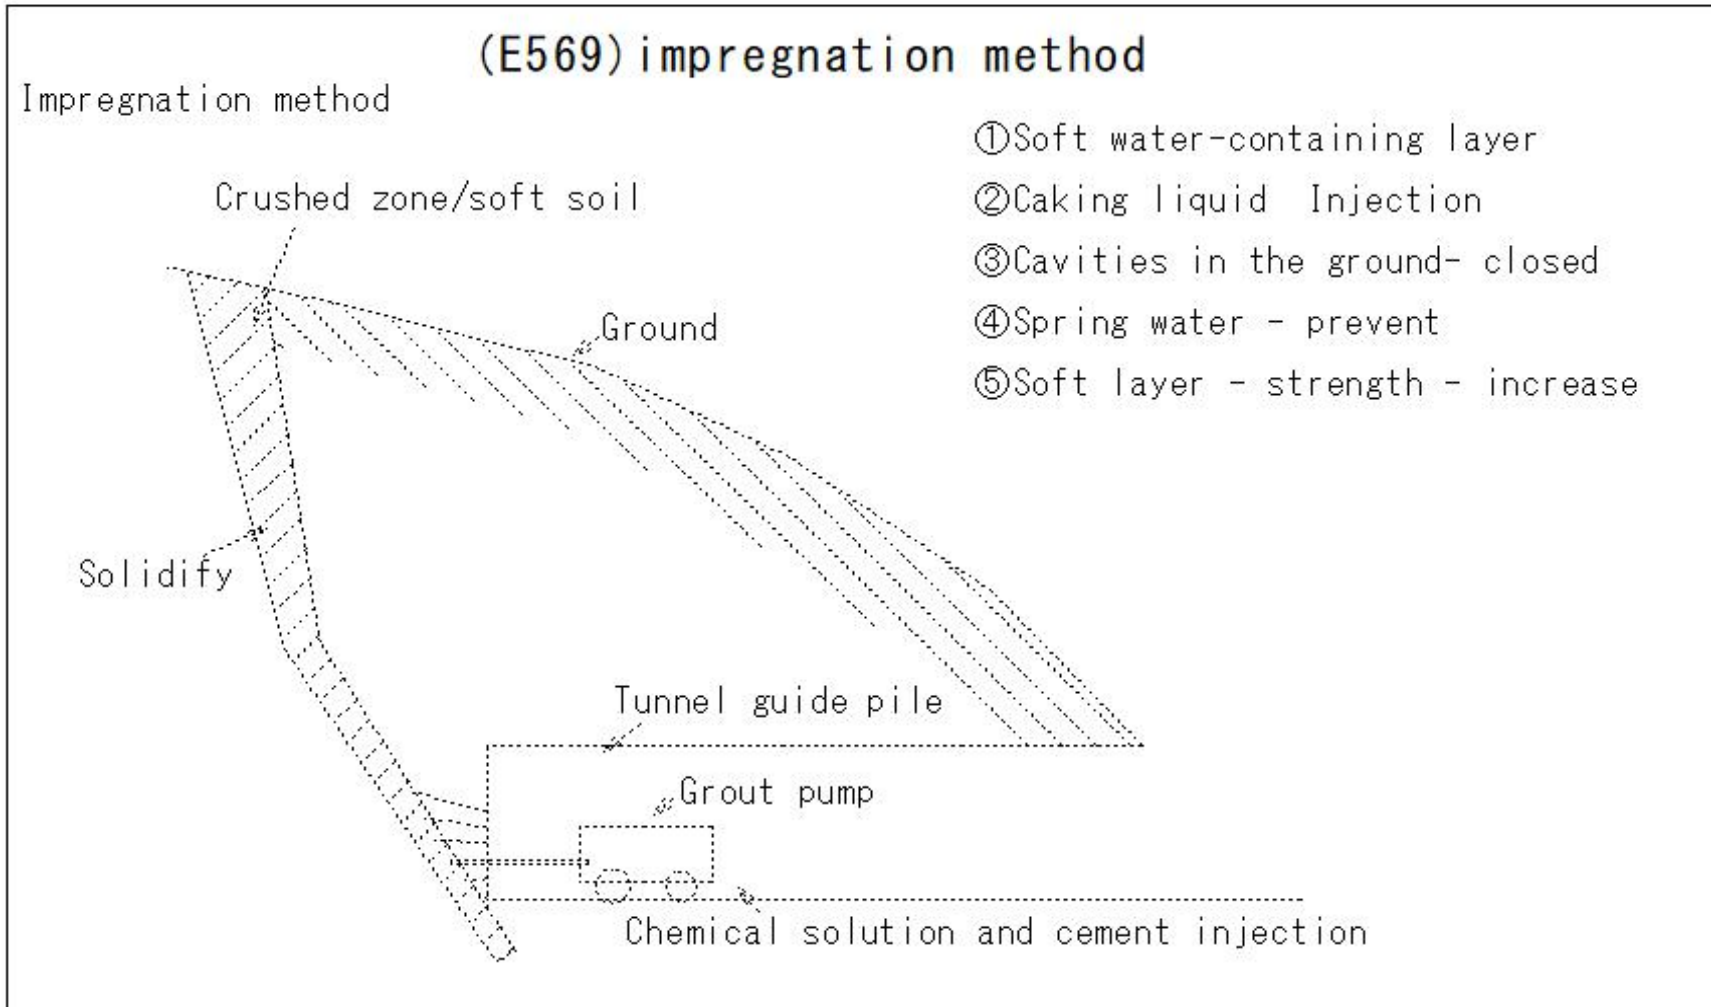 (E569) impregnation method
Impregnation method
①Soft water-containing layer
②Caking liquid Injection
③Cavities in the ground- closed
④Spring water - prevent
⑤Soft layer - strength - increase
Crushed zone/soft soil
Ground
Solidify
Tunnel guide pile
Grout pump
Chemical solution and cement injection